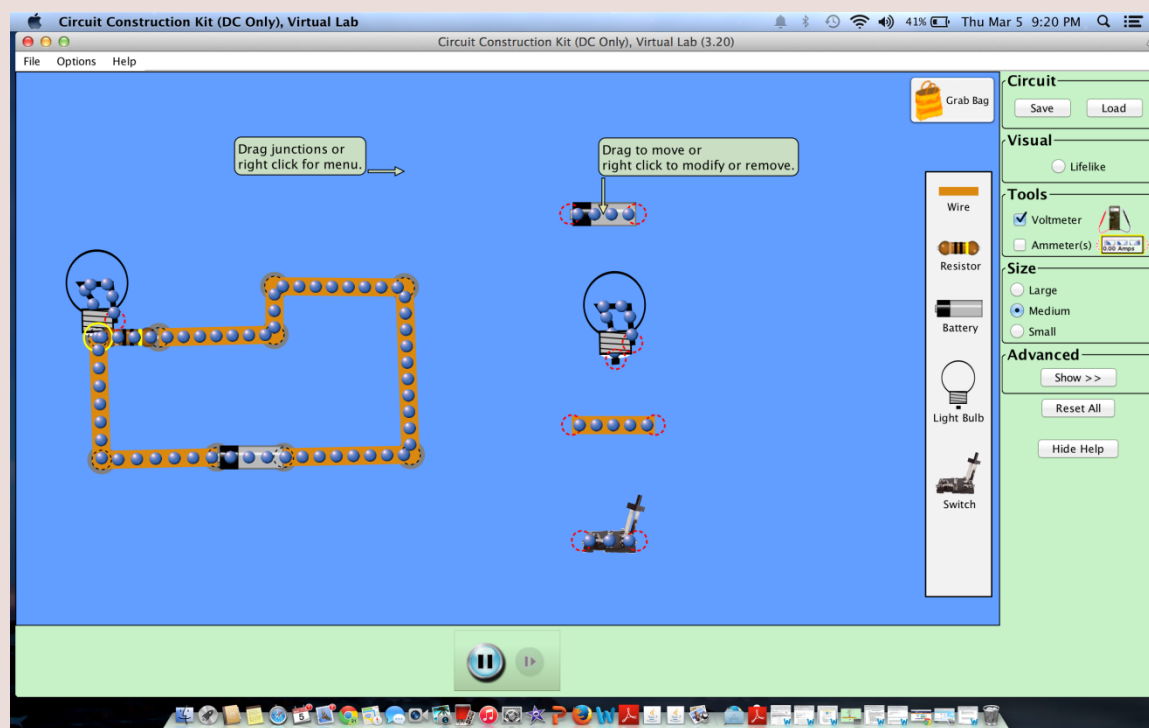 Circuit Construction Kit (DC Only), Virtual Lab
41%
Thu Mar 5 9:20 PM
Circuit Construction Kit (DC Only), Virtual Lab (3.20)
File Options Help
Grab Bag
Drag junctions or
right click for menu.
Drag to move or
right click to modify or remove.
Wire
Resistor
Battery
Light Bulb
Switch
Circuit
Save Load
Visual
Lifelike
Tools
Voltmeter
Ammeter(s)
0.00 Amps
Size
Large
Medium
Small
Advanced
Show >>
Reset All
Hide Help